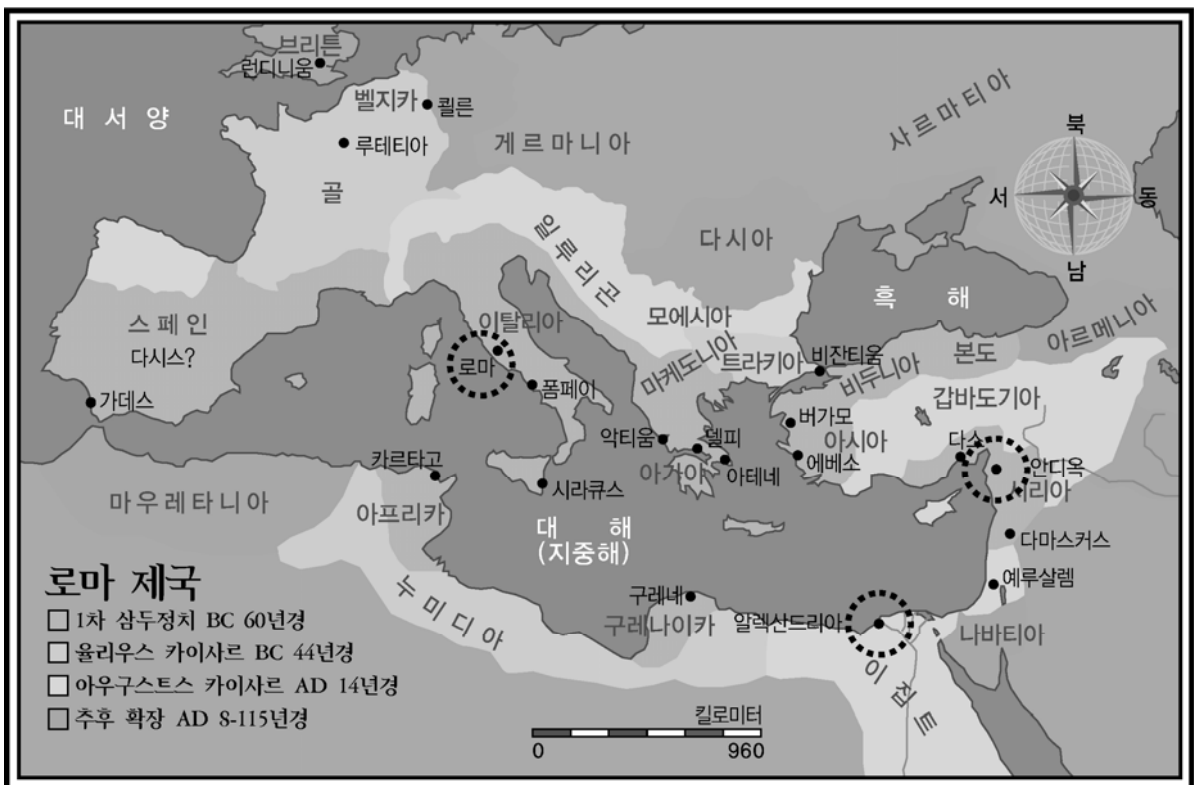 브리튼
런디니움
대서양
벨지카
쾰른
루테티아
게르마니아
사르마티아
북
서
동
남
골
일루리곤
다시아
흑 해
스페인
다시스?
이탈리아
모에시아
아르메니아
로마
마케도니아
트라키아
비잔티움
비두니아
본도
가데스
폼페이
갑바도기아
버가모
악티움
델피
아시아
다소
카르타고
에베소
안디옥
아가야
아테네
시리아
시라큐스
마우레타니아
아프리카
대 해
(지중해)
다마스커스
로마 제국
예루살렘
1차 삼두정치 BC 60년경
누미디아
구레네
구레나이카
알렉산드리아
나바티아
율리우스 카이사르 BC 44년경
이집트
아우구스트스 카이사르 AD 14년경
추후 확장 AD 8-115년경
킬로미터
0 960